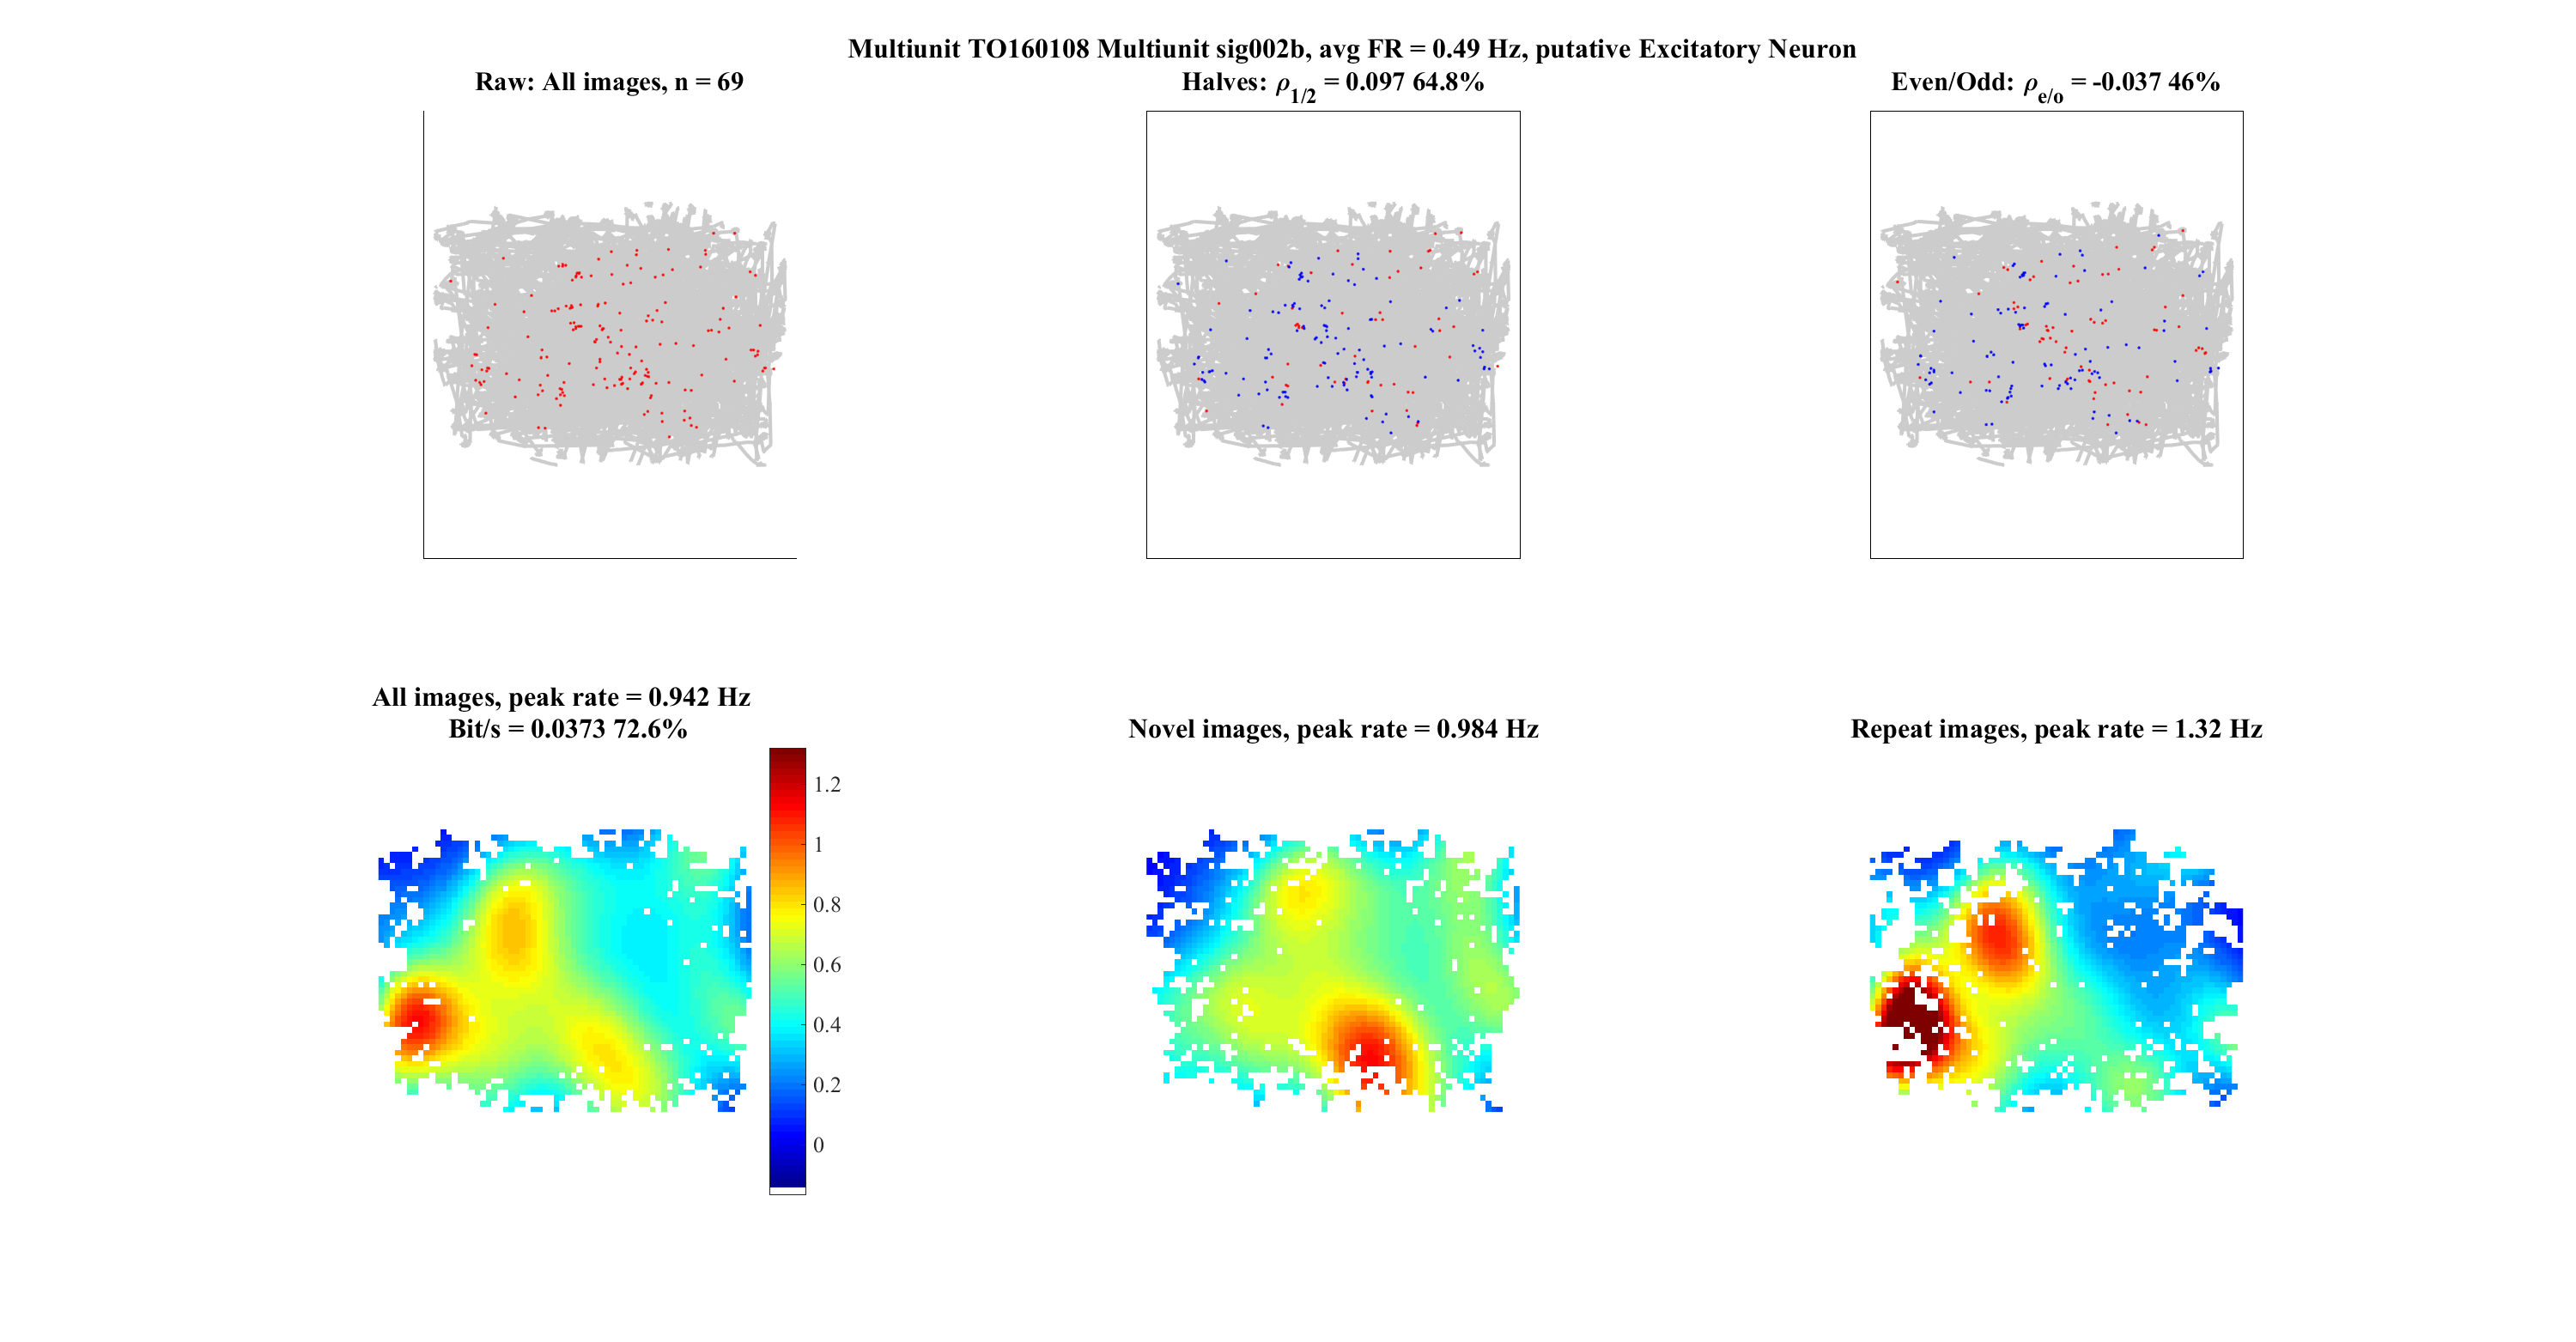 Multiunit TO160108 Multiunit sig002b, avg FR = 0.49 Hz, putative Excitatory Neuron
Raw: All images, n = 69
Halves: ρ1/2 = 0.097 64.8%
Even/Odd: ρe/o = -0.037 46%
All images, peak rate = 0.942 Hz
Bit/s = 0.0373 72.6%
Novel images, peak rate = 0.984 Hz
Repeat images, peak rate = 1.32 Hz
1.2
1
0.8
0.6
0.4
0.2
0